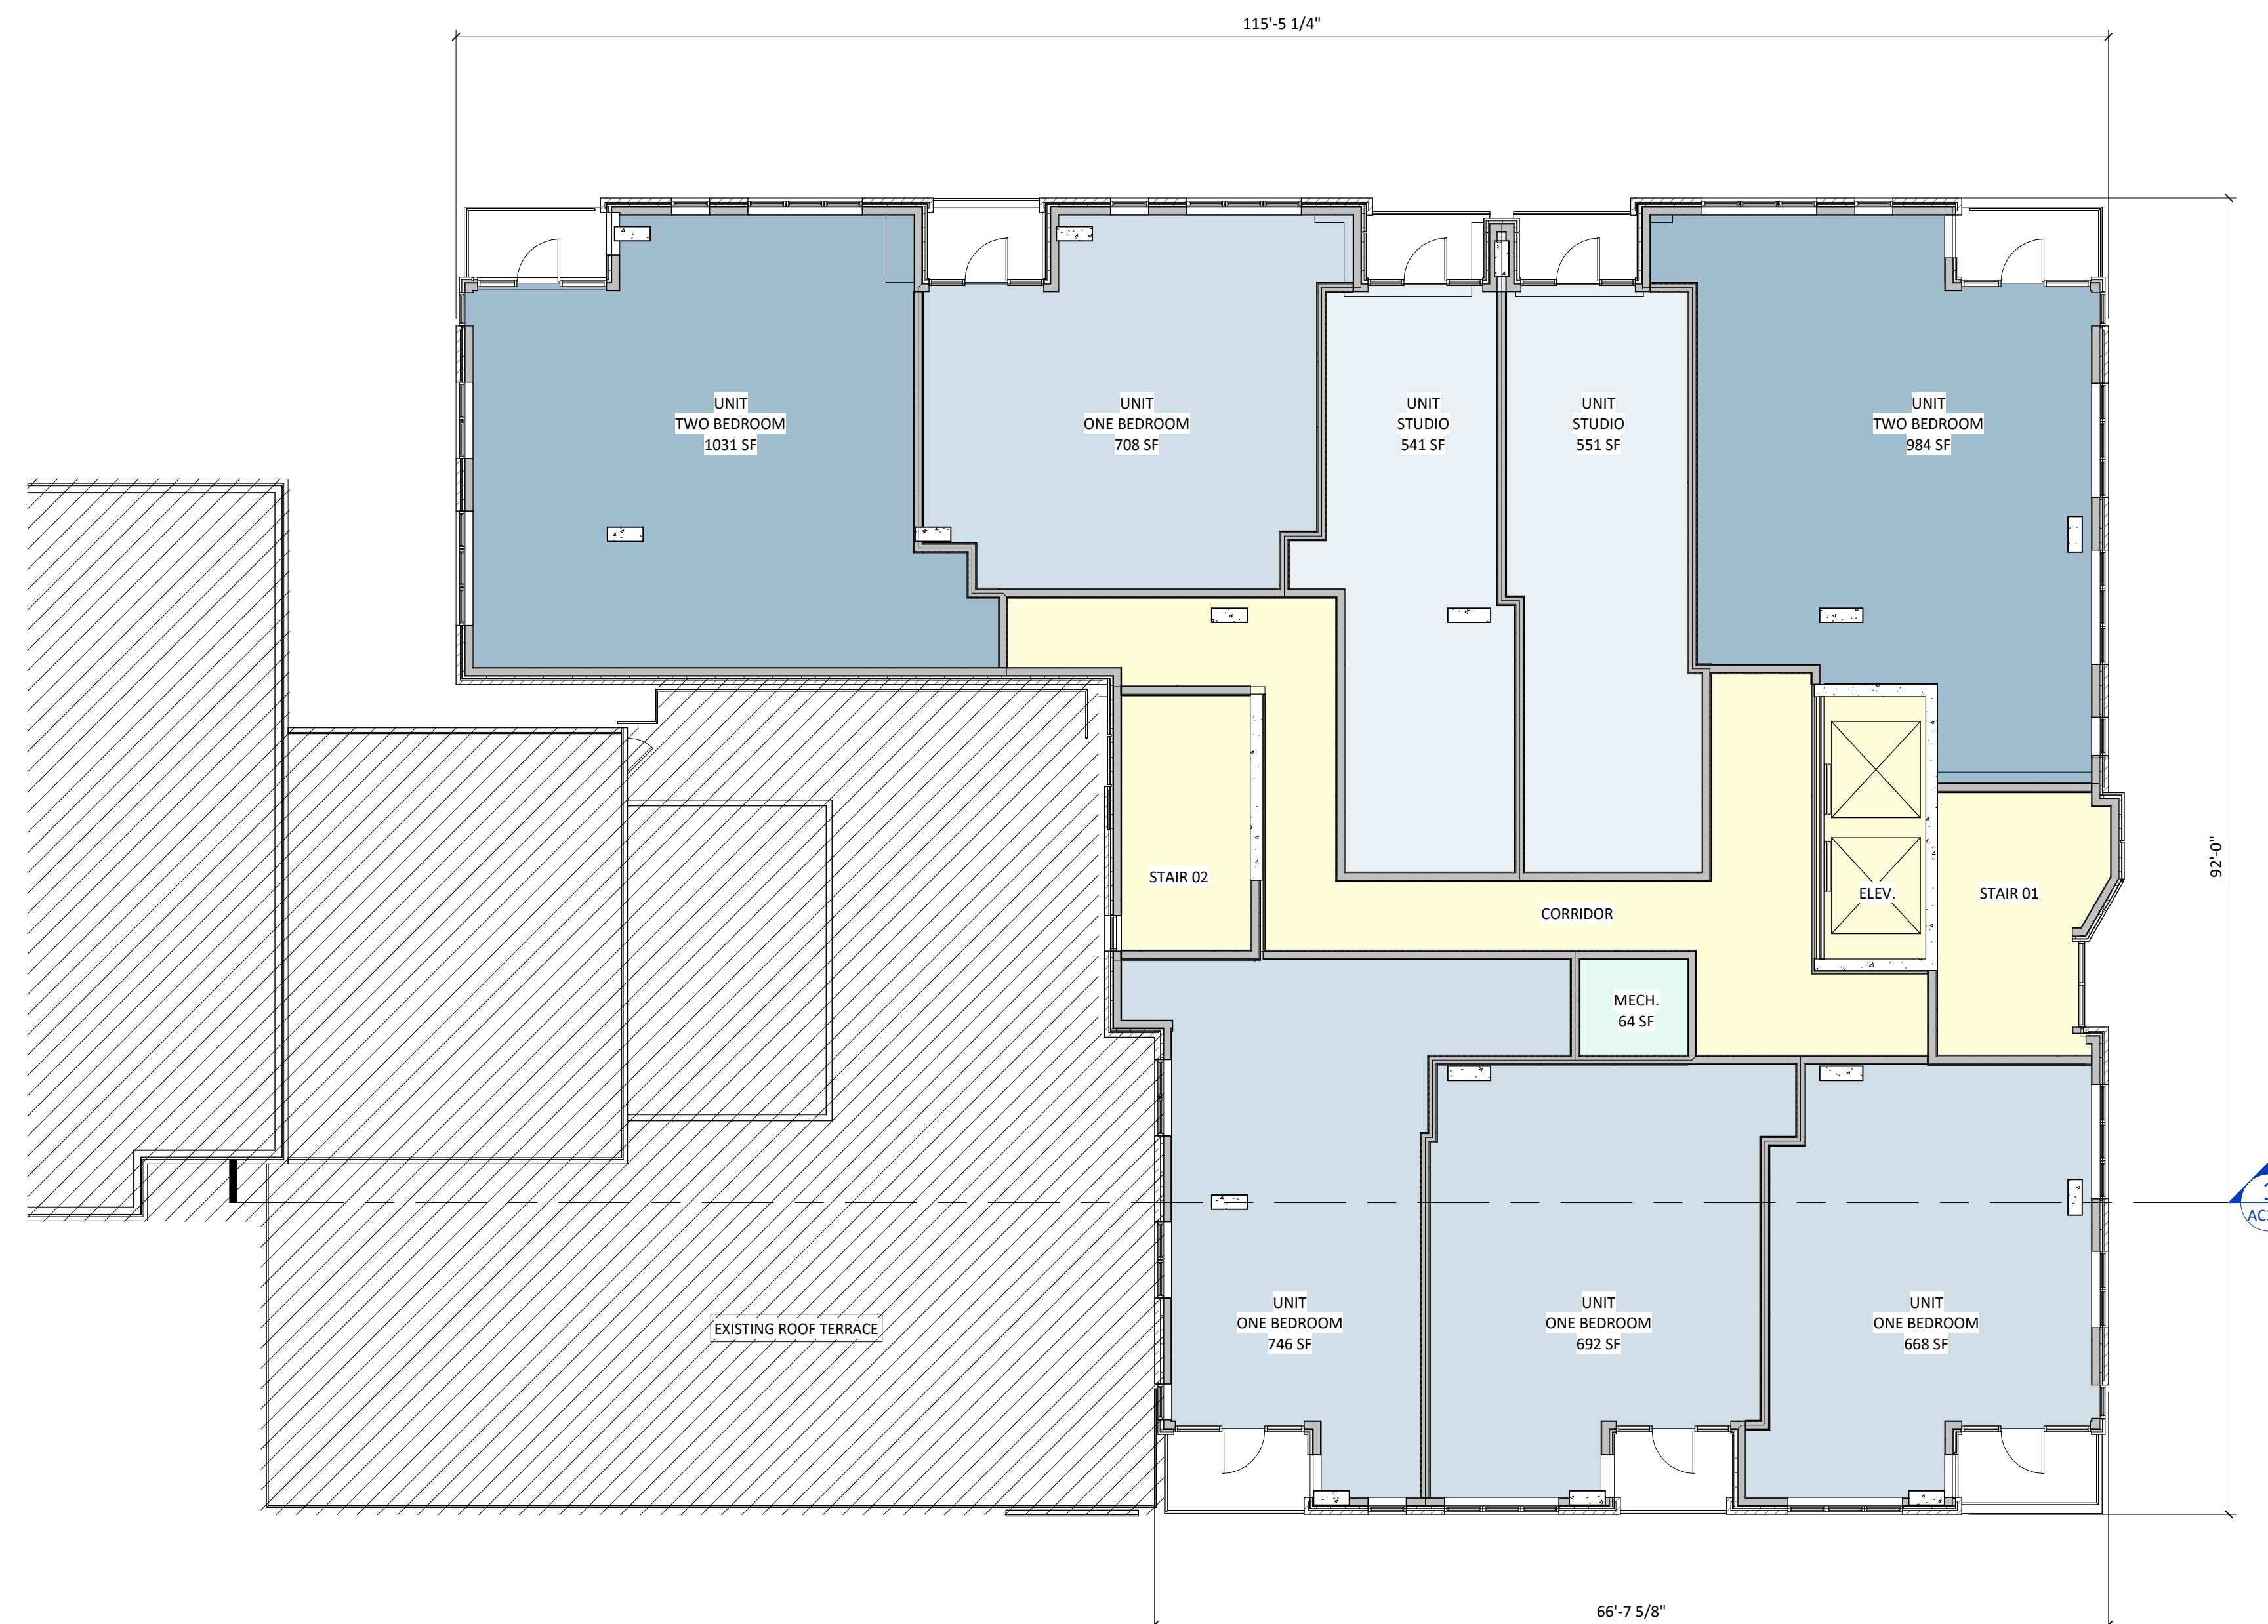 115'-5 1/4"
UNIT
TWO BEDROOM
1031 SF
UNIT
ONE BEDROOM
708 SF
UNIT
STUDIO
541 SF
UNIT
STUDIO
551 SF
UNIT
TWO BEDROOM
984 SF
92'-0"
STAIR 02
CORRIDOR
ELEV.
STAIR 01
MECH.
64 SF
EXISTING ROOF TERRACE
UNIT
ONE BEDROOM
746 SF
UNIT
ONE BEDROOM
692 SF
UNIT
ONE BEDROOM
668 SF
66'-7 5/8"